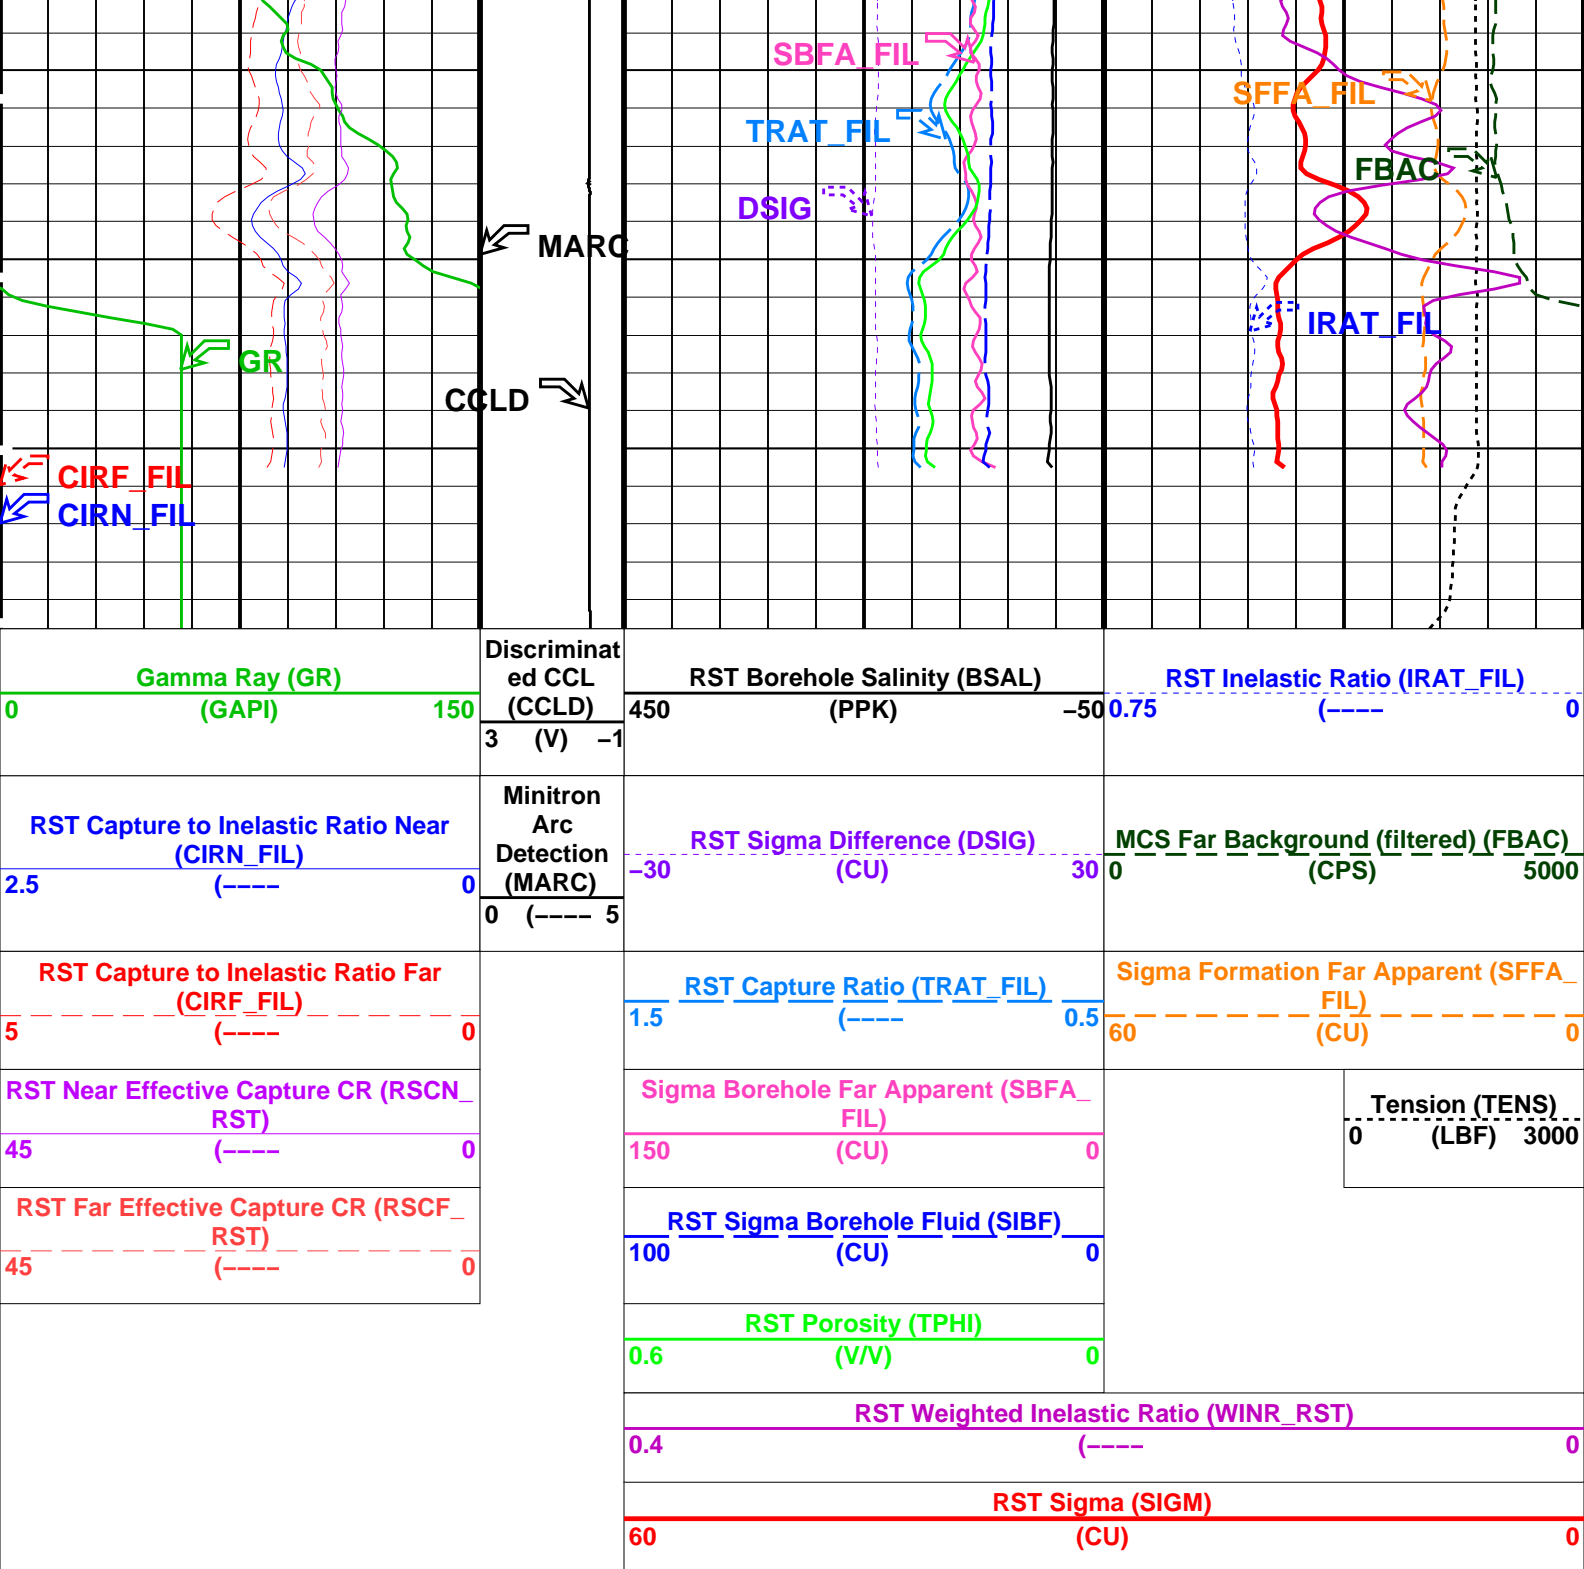 SBFA_FIL
SFFA_FIL
TRAT_FIL
FBAC
DSIG
MARC
IRAT_FIL
GR
CCLD
CIRF_FIL
CIRN_FIL
Gamma Ray (GR)
0 (GAPI) 150
Discriminat
ed CCL
(CCLD)
3 (V) −1
RST Borehole Salinity (BSAL)
450 (PPK) −50
RST Inelastic Ratio (IRAT_FIL)
0.75 (−−−− 0
RST Capture to Inelastic Ratio Near
(CIRN_FIL)
2.5 (−−−− 0
Minitron
Arc
Detection
(MARC)
0 (−−−− 5
RST Sigma Difference (DSIG)
−30 (CU) 30
MCS Far Background (filtered) (FBAC)
0 (CPS) 5000
RST Capture to Inelastic Ratio Far
(CIRF_FIL)
5 (−−−− 0
RST Capture Ratio (TRAT_FIL)
1.5 (−−−− 0.5
Sigma Formation Far Apparent (SFFA_
FIL)
60 (CU) 0
RST Near Effective Capture CR (RSCN_
RST)
45 (−−−− 0
Sigma Borehole Far Apparent (SBFA_
FIL)
150 (CU) 0
Tension (TENS)
0 (LBF) 3000
RST Far Effective Capture CR (RSCF_
RST)
45 (−−−− 0
RST Sigma Borehole Fluid (SIBF)
100 (CU) 0
RST Porosity (TPHI)
0.6 (V/V) 0
RST Weighted Inelastic Ratio (WINR_RST)
0.4 (−−−− 0
RST Sigma (SIGM)
60 (CU) 0